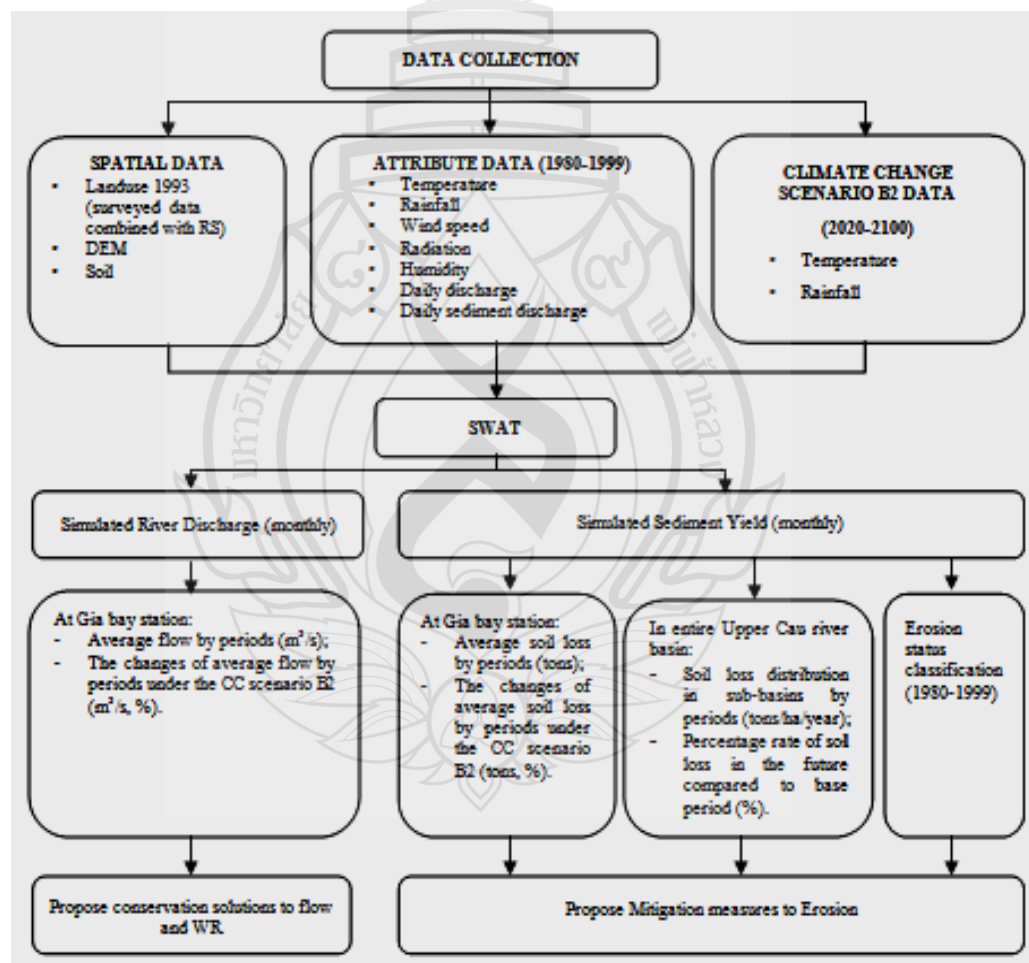 DATA COLLECTION
SPATIAL DATA
▪ Landuse 1993
(surveyed data
combined with RS)
▪ DEM
▪ Soil
ATTRIBUTE DATA (1980-1999)
▪ Temperature
▪ Rainfall
▪ Wind speed
▪ Radiation
▪ Humidity
▪ Daily discharge
▪ Daily sediment discharge
CLIMATE CHANGE
SCENARIO B2 DATA
(2020-2100)
▪ Temperature
▪ Rainfall
SWAT
Simulated River Discharge (monthly)
Simulated Sediment Yield (monthly)
At Gia bay station:
- Average flow by periods (m³/s);
- The changes of average flow by
periods under the CC scenario B2
(m³/s, %).
At Gia bay station:
- Average soil loss
by periods (tons);
- The changes of
average soil loss
by periods under
the CC scenario
B2 (tons, %).
In entire Upper Cau river
basin:
- Soil loss distribution
in sub-basins by
periods (tons/ha/year);
- Percentage rate of soil
loss in the future
compared to base
period (%).
Erosion
status
classification
(1980-1999)
Propose conservation solutions to flow
and WR
Propose Mitigation measures to Erosion